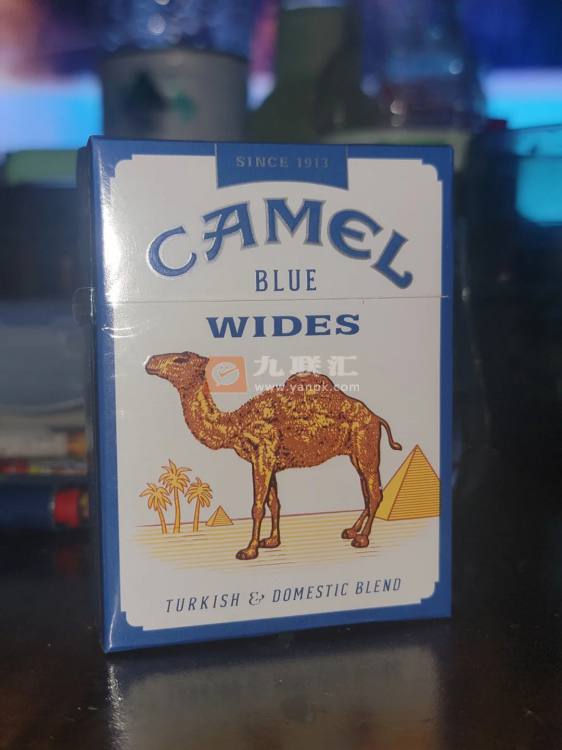 SINCE 1913
CAMEL
BLUE
WIDES
九联汇
www.yanpk.com
TURKISH & DOMESTIC BLEND